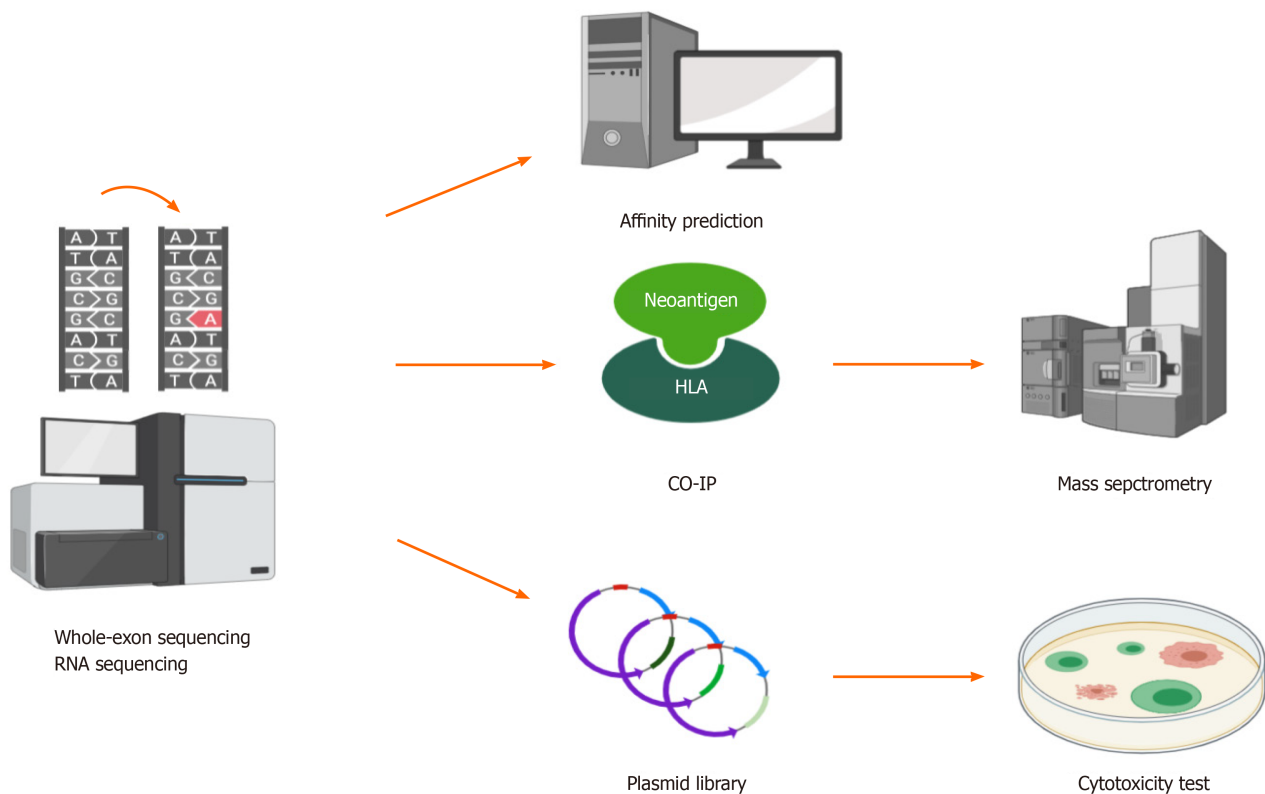 A T A T
T A T A
G C G C
C G C G
G C G A
A T A T
C G C G
T A T A
Whole-exon sequencing
RNA sequencing
Affinity prediction
Neoantigen
HLA
CO-IP
Mass sepctrometry
Plasmid library
Cytotoxicity test